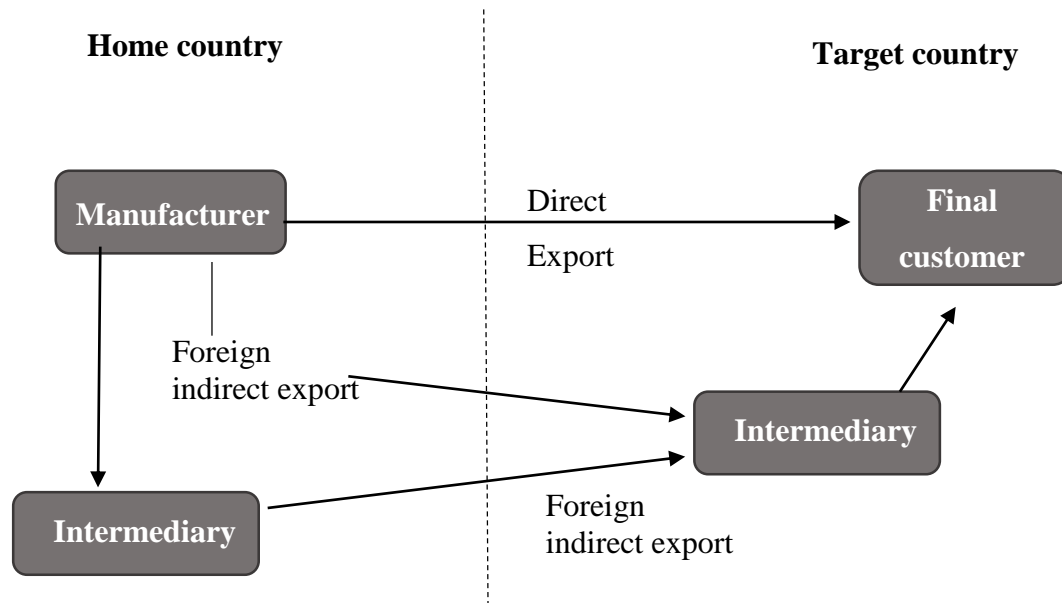 Home country
Target country
Manufacturer
Direct
Export
Final
customer
Foreign
indirect export
Intermediary
Intermediary
Foreign
indirect export